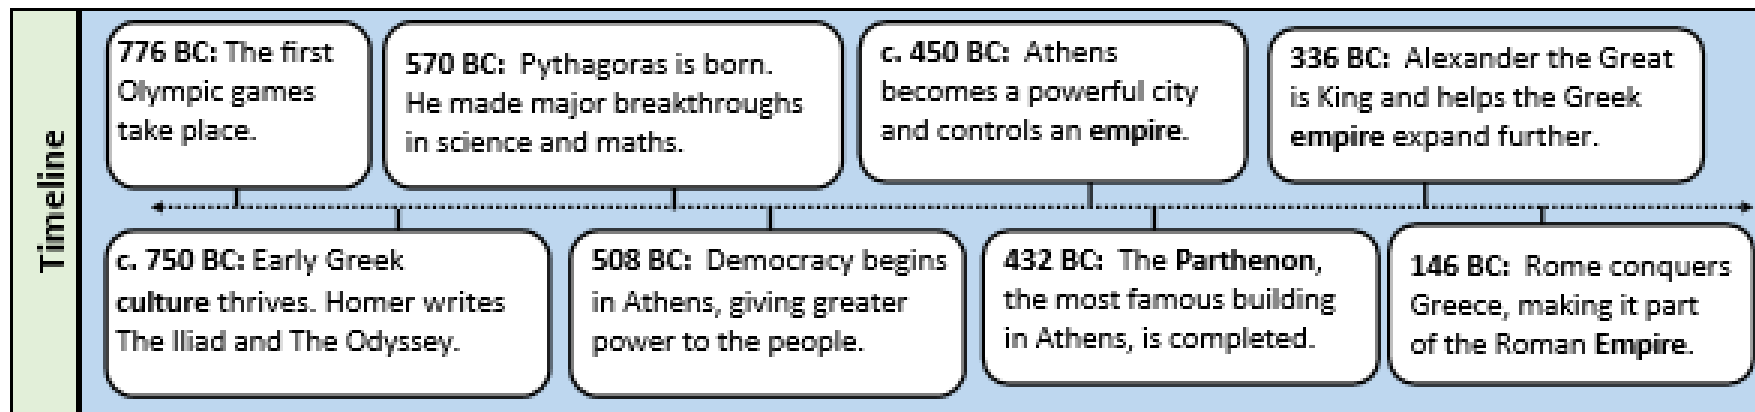 Timeline
776 BC: The first
Olympic games
take place.
c. 750 BC: Early Greek
culture thrives. Homer writes
The Iliad and The Odyssey.
570 BC: Pythagoras is born.
He made major breakthroughs
in science and maths.
508 BC: Democracy begins
in Athens, giving greater
power to the people.
c. 450 BC: Athens
becomes a powerful city
and controls an empire.
432 BC: The Parthenon,
the most famous building
in Athens, is completed.
336 BC: Alexander the Great
is King and helps the Greek
empire expand further.
146 BC: Rome conquers
Greece, making it part
of the Roman Empire.